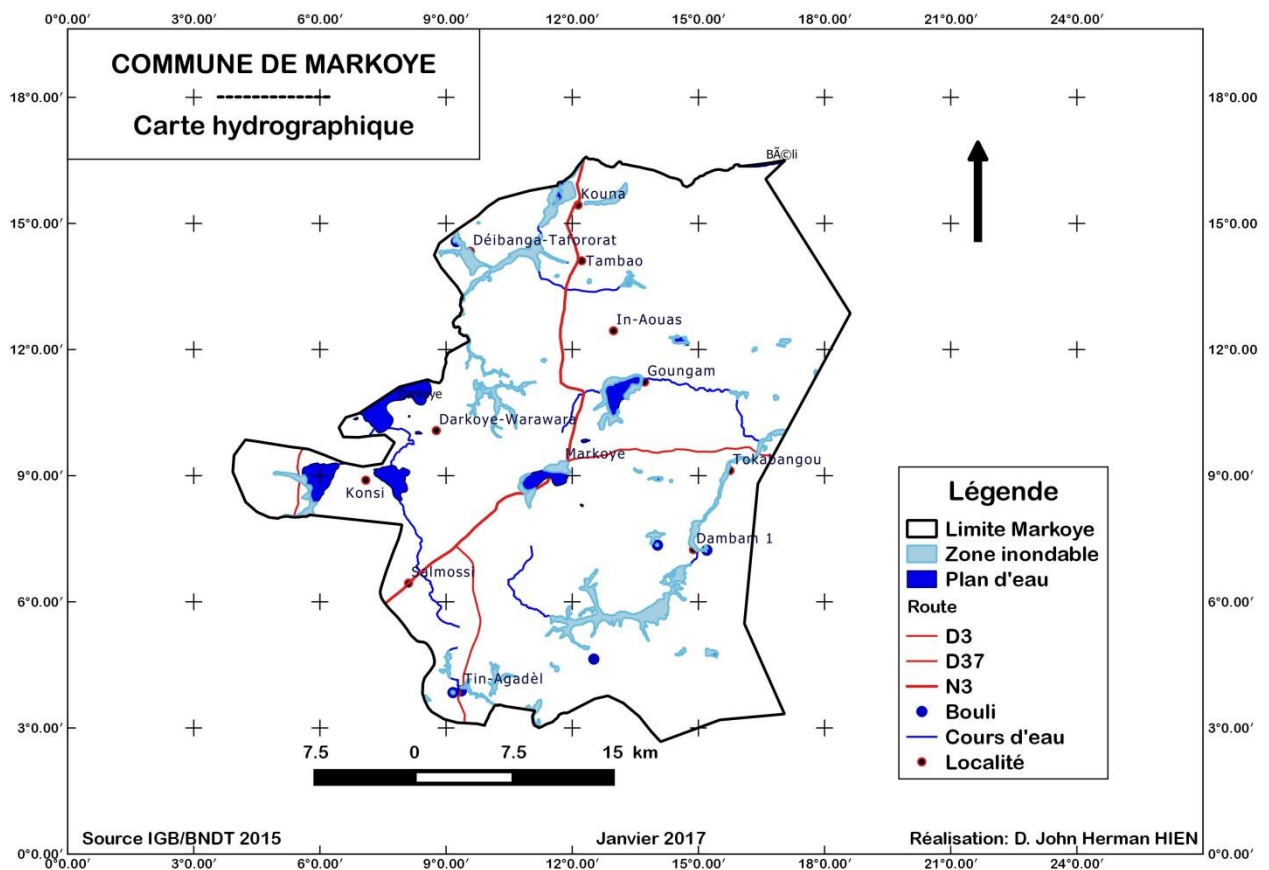 0°0.00′ 3°0.00′ 6°0.00′ 9°0.00′ 12°0.00′ 15°0.00′ 18°0.00′ 21°0.00′ 24°0.00′
COMMUNE DE MARKOYE
Carte hydrographique
18°0.00′ 18°0.00
BÃ©li
Kouna
15°0.00′ 15°0.00
Déibanga-Tafororat
Tambao
In-Aouas
12°0.00′ 12°0.00
Goungam
Darkoye-Warawara
Markoye
Tokabangou
9°0.00′ 9°0.00
Konsi
Légende
Limite Markoye
Zone inondable
Plan d'eau
Dambam 1
Salmossi
6°0.00′ 6°0.00
Route
D3
D37
N3
Bouli
Cours d'eau
Localité
Tin-Agadèl
3°0.00′ 3°0.00
7.5 0 7.5 15 km
Source IGB/BNDT 2015 Janvier 2017 Réalisation: D. John Herman HIEN
0°0.00′ 0°0.00
0°0.00′ 3°0.00′ 6°0.00′ 9°0.00′ 12°0.00′ 15°0.00′ 18°0.00′ 21°0.00′ 24°0.00′